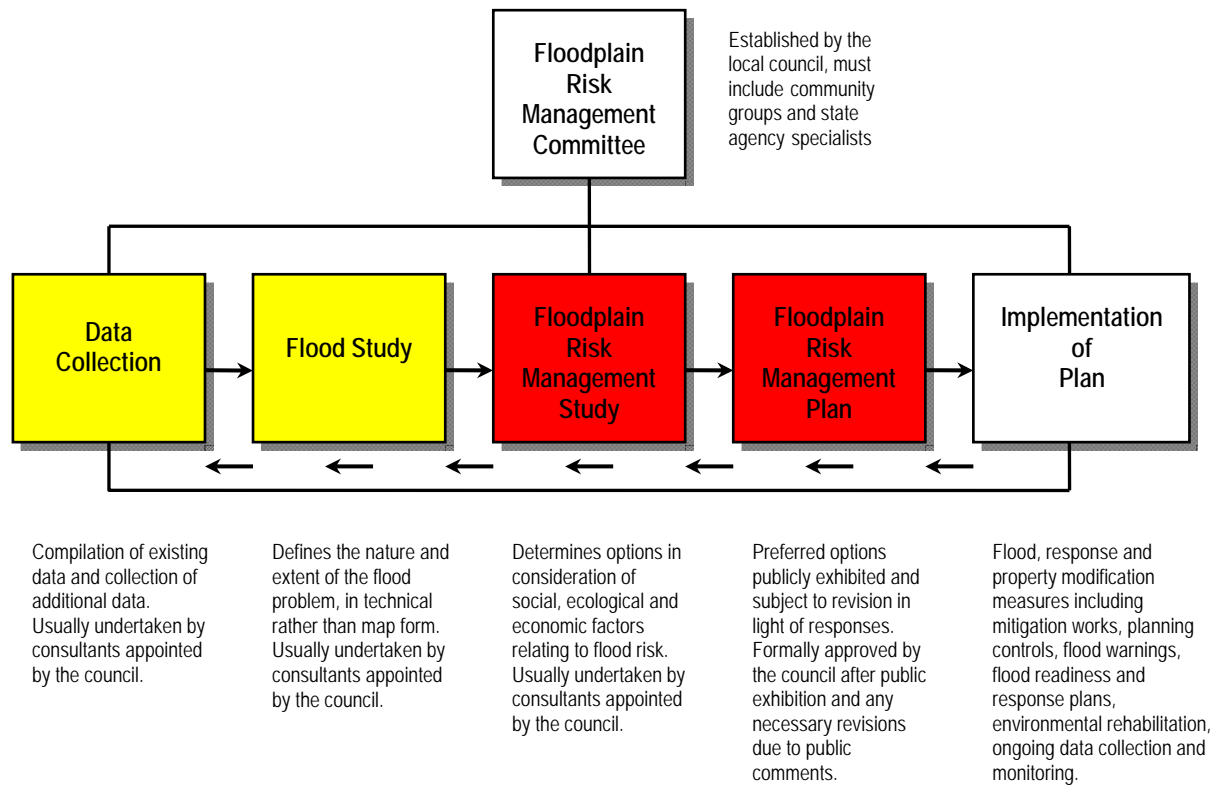 Floodplain
Risk
Management
Committee
Established by the
local council, must
include community
groups and state
agency specialists
Data
Collection
Flood Study
Floodplain
Risk
Management
Study
Floodplain
Risk
Management
Plan
Implementation
of
Plan
Compilation of existing
data and collection of
additional data.
Usually undertaken by
consultants appointed
by the council.
Defines the nature and
extent of the flood
problem, in technical
rather than map form.
Usually undertaken by
consultants appointed
by the council.
Determines options in
consideration of
social, ecological and
economic factors
relating to flood risk.
Usually undertaken by
consultants appointed
by the council.
Preferred options
publicly exhibited and
subject to revision in
light of responses.
Formally approved by
the council after public
exhibition and any
necessary revisions
due to public
comments.
Flood, response and
property modification
measures including
mitigation works, planning
controls, flood warnings,
flood readiness and
response plans,
environmental rehabilitation,
ongoing data collection and
monitoring.